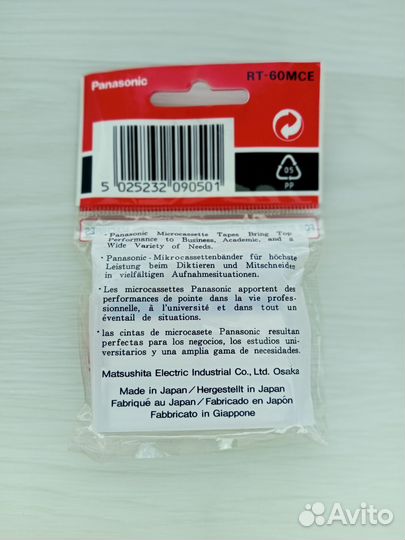 Panasonic
RT-60MCE
5 025232 090501
05
PP
• Panasonic Microcassette Tapes Bring Top
Performance to Business, Academic, and a
Wide Variety of Needs.
• Panasonic-Mikrocassettenbänder für höchste
Leistung beim Diktieren und Mitschneiden
in vielfältigen Aufnahmesituationen.
• Les microcassettes Panasonic apportent des
performances de pointe dans la vie profes-
sionnelle, à l'université et dans tout un
éventail de situations.
• las cintas de microcasete Panasonic resultan
perfectas para los negocios, los estudios uni-
versitarios y una amplia gama de necesidades.
Matsushita Electric Industrial Co., Ltd. Osaka
Made in Japan/Hergestellt in Japan
Fabriqué au Japan/Fabricado en Japón
Fabbricato in Giappone
Avito